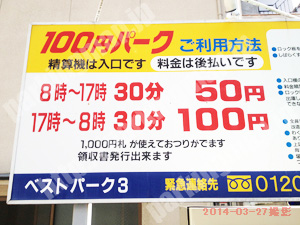 100円パーク ご利用方法
精算機は入口です 料金は後払いです
8時〜17時 30分 50円
17時〜8時 30分 100円
1,000円札が使えておつりがでます
領収書発行出来ます
ベストパーク3 緊急連絡先 0120
2014-03-27撮影